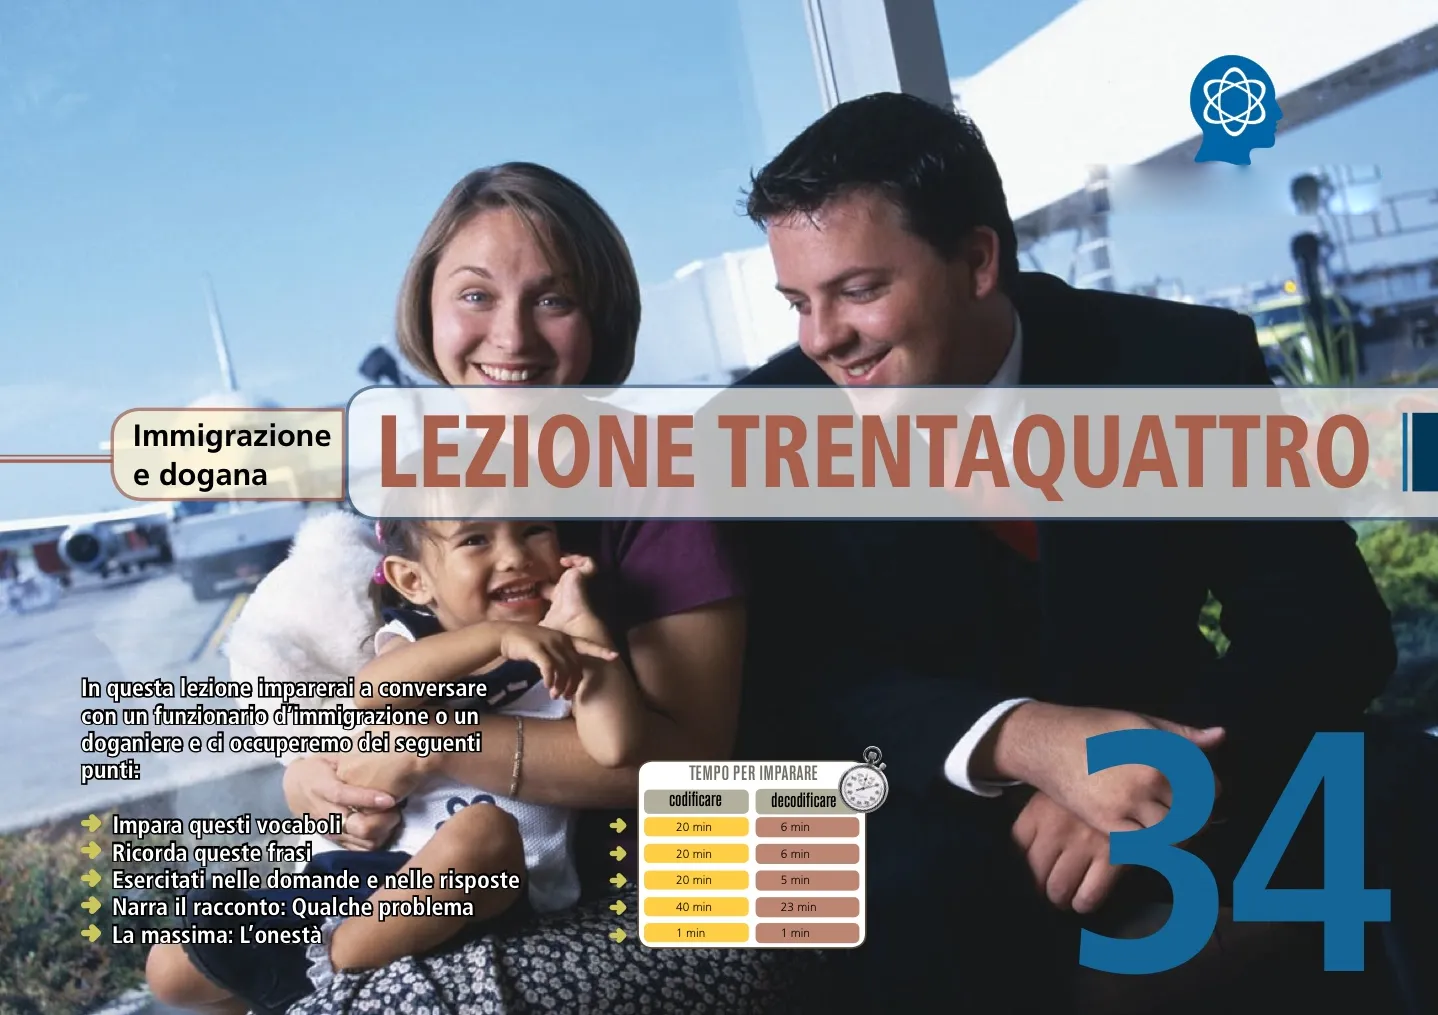 Immigrazione
e dogana
LEZIONE TRENTAQUATTRO
In questa lezione imparerai a conversare
con un funzionario d'immigrazione o un
doganiere e ci occuperemo dei seguenti
punti:
Impara questi vocaboli
Ricorda queste frasi
Esercitati nelle domande e nelle risposte
Narra il racconto: Qualche problema
La massima: L'onestà
TEMPO PER IMPARARE
codificare decodificare
20 min 6 min
20 min 6 min
20 min 5 min
40 min 23 min
1 min 1 min
34